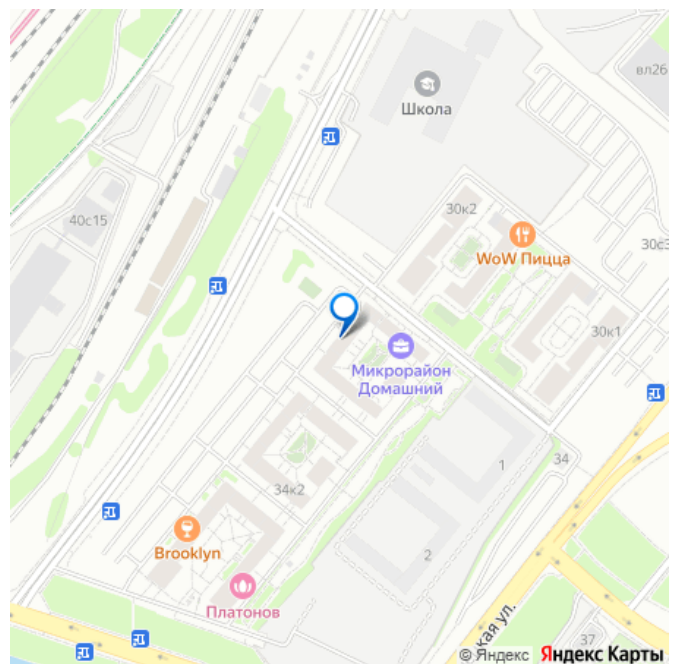 вл26
Школа
30к2
40с15
WoW Пицца
30с3
30к1
Микрорайон
Домашний
34
1
34к2
Brooklyn
2
Платонов
кая ул.
37
© Яндекс Яндекс Карты